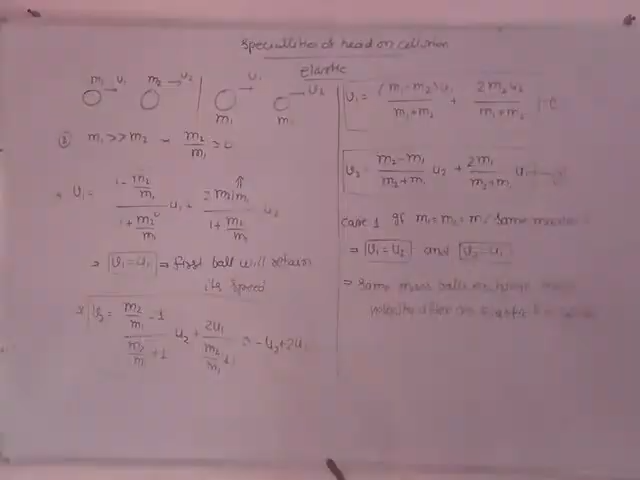 Specialities of head on collision
elastic
m₁ → u₁ m₂ → u₂ | → v₁ → v₂
m₁ m
② m₁ >> m₂ → m₂/m₁ ≈ 0
v₁ = (1 - m₂/m₁)/(1 + m₂/m₁) u₁ + (2 m₂/m₁)/(1 + m₂/m₁) u₂
⇒ v₁ = u₁ ⇒ first ball will retain
its speed
v₂ = (m₂/m₁ - 1)/(m₂/m₁ + 1) u₂ + 2u₁/(m₂/m₁ + 1) = - u₂ + 2u
v₁ = (m₁ - m₂)u₁/(m₁ + m₂) + 2m₂u₂/(m₁ + m₂)
v₂ = (m₂ - m₁)/(m₂ + m₁) u₂ + 2m₁/(m₂ + m₁) u₁
case 1 if m₁ = m₂ = m / same
⇒ v₁ = u₂ and v₂ = u₁
⇒ same mass balls